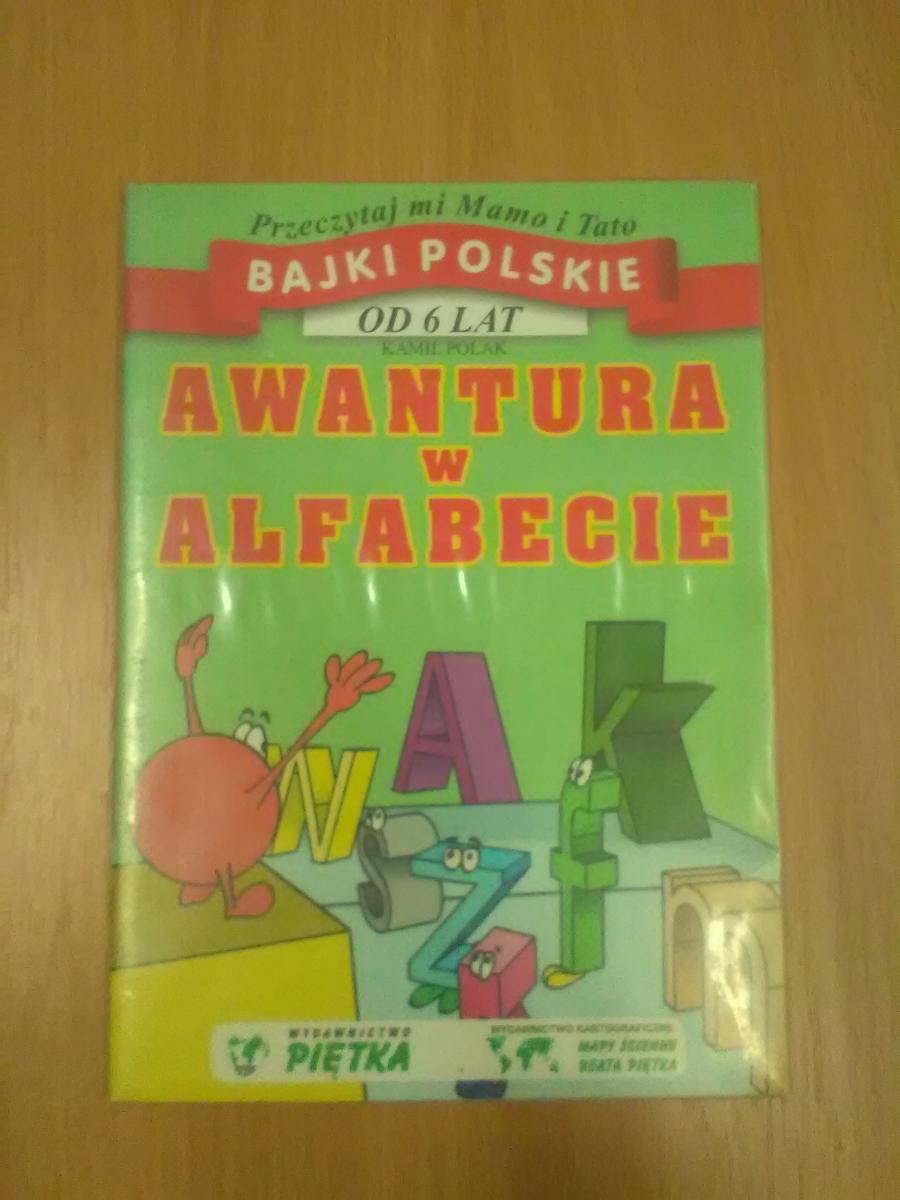 Przeczytaj mi Mamo i Tato
BAJKI POLSKIE
OD 6 LAT
KAMIL POLAK
AWANTURA
W
ALFABECIE
WYDAWNICTWO
PIĘTKA
WYDAWNICTWO KARTOGRAFICZNE
MAPY ŚCIENNE
BEATA PIĘTKA